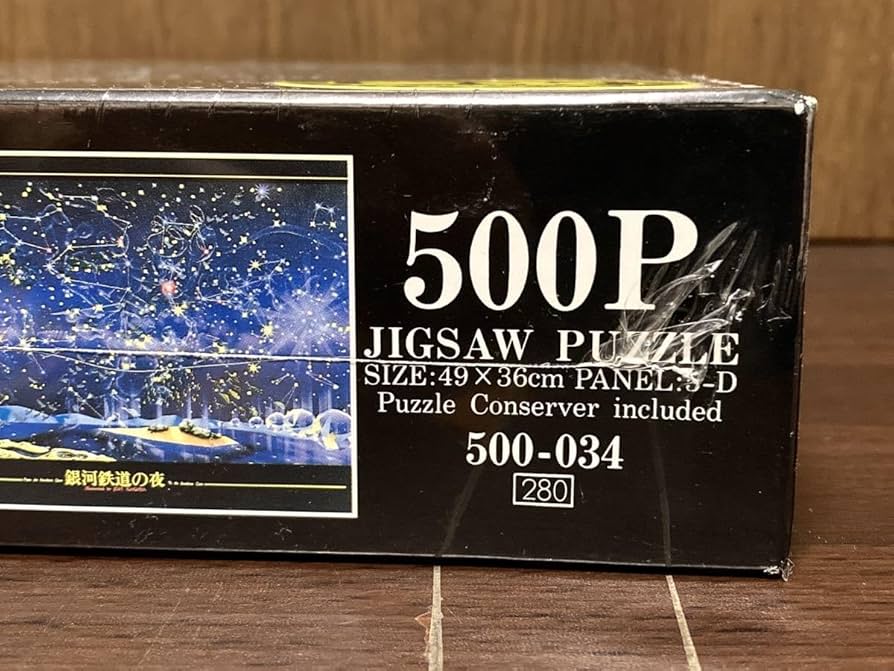 500P
JIGSAW PUZZLE
SIZE:49×36cm PANEL:5-D
Puzzle Conserver included
500-034
280
銀河鉄道の夜